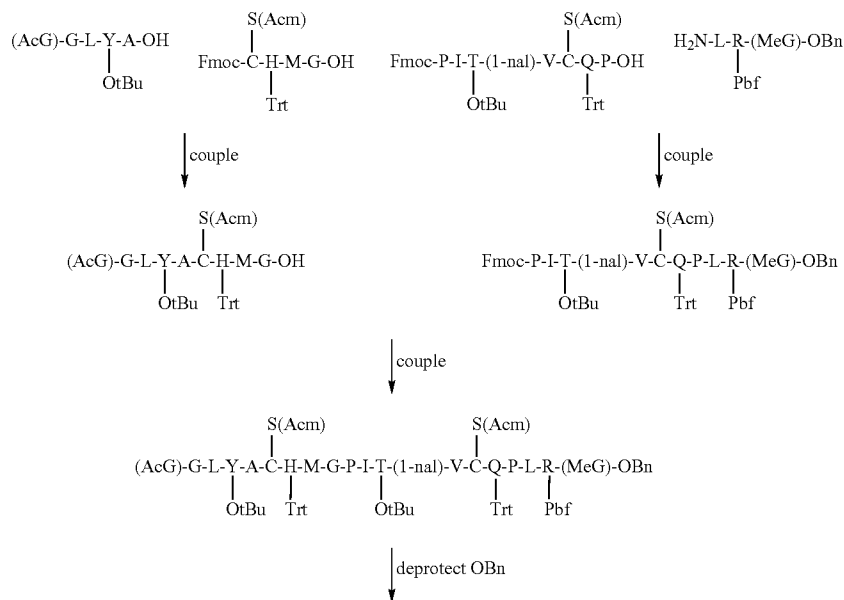 S(Acm)
(AcG)-G-L-Y-A-OH
Fmoc-C-H-M-G-OH
OtBu
Trt
S(Acm)
Fmoc-P-I-T-(1-nal)-V-C-Q-P-OH
OtBu
Trt
H2N-L-R-(MeG)-OBn
Pbf
couple
couple
S(Acm)
(AcG)-G-L-Y-A-C-H-M-G-OH
OtBu
Trt
S(Acm)
Fmoc-P-I-T-(1-nal)-V-C-Q-P-L-R-(MeG)-OBn
OtBu
Trt
Pbf
couple
S(Acm)
S(Acm)
(AcG)-G-L-Y-A-C-H-M-G-P-I-T-(1-nal)-V-C-Q-P-L-R-(MeG)-OBn
OtBu
Trt
OtBu
Trt
Pbf
deprotect OBn